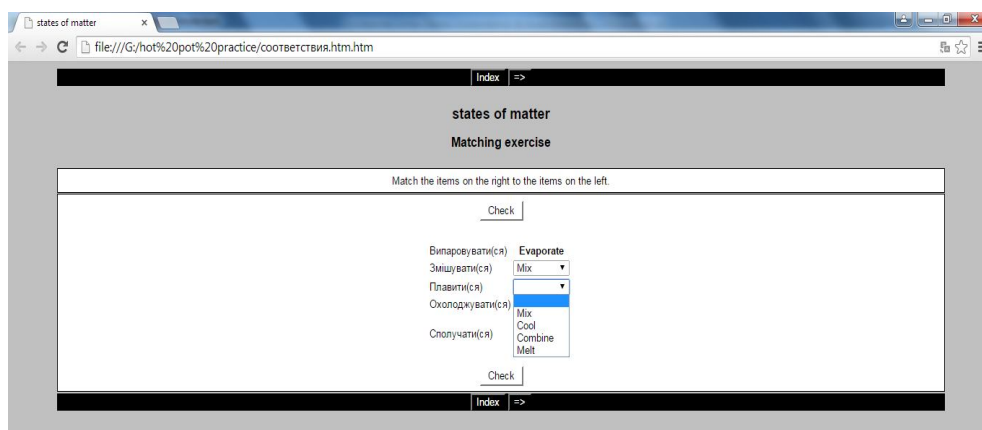 states of matter x
file:///G:/hot%20pot%20practice/соответствия.htm.htm
Index =>
states of matter
Matching exercise
Match the items on the right to the items on the left.
Check
Випаровувати(ся) Evaporate
Змішувати(ся) Mix
Плавити(ся)
Охолоджувати(ся)
Mix
Cool
Сполучати(ся) Combine
Melt
Check
Index =>